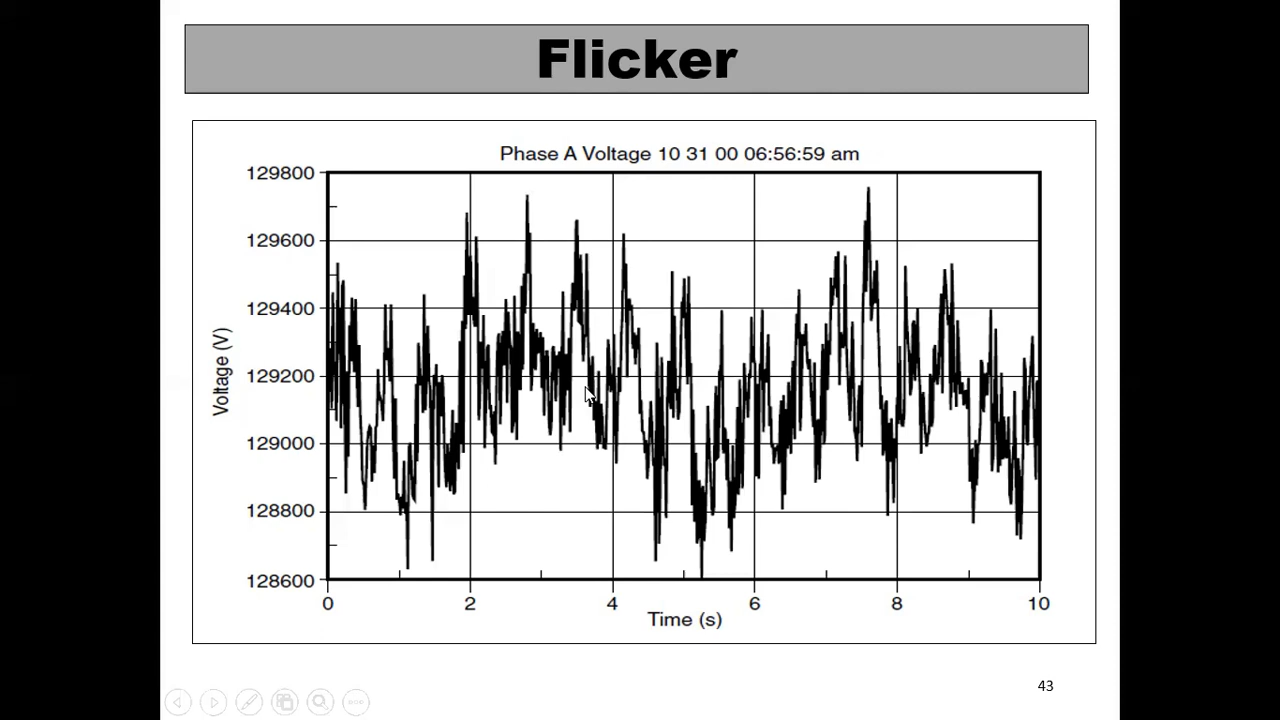 Flicker
Phase A Voltage 10 31 00 06:56:59 am
129800
129600
129400
129200
129000
128800
128600
Voltage (V)
0 2 4 6 8 10
Time (s)
43